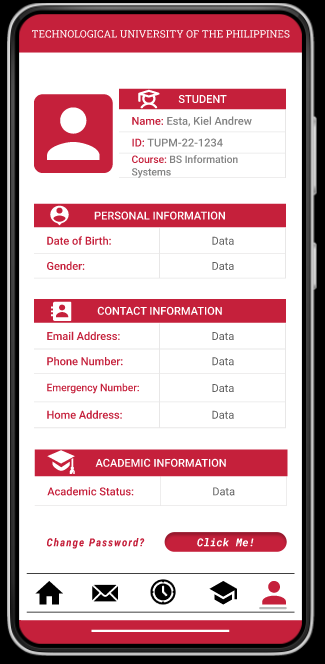 TECHNOLOGICAL UNIVERSITY OF THE PHILIPPINES
STUDENT
Name: Esta, Kiel Andrew
ID: TUPM-22-1234
Course: BS Information
Systems
PERSONAL INFORMATION
Date of Birth: Data
Gender: Data
CONTACT INFORMATION
Email Address: Data
Phone Number: Data
Emergency Number: Data
Home Address: Data
ACADEMIC INFORMATION
Academic Status: Data
Change Password? Click Me!